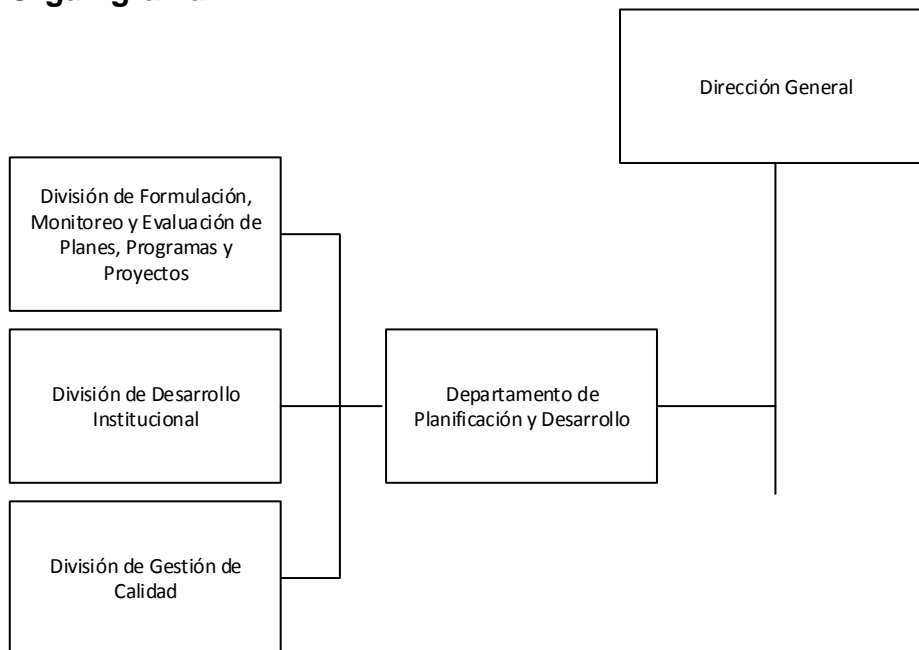 Dirección General
División de Formulación,
Monitoreo y Evaluación de
Planes, Programas y
Proyectos
División de Desarrollo
Institucional
Departamento de
Planificación y Desarrollo
División de Gestión de
Calidad